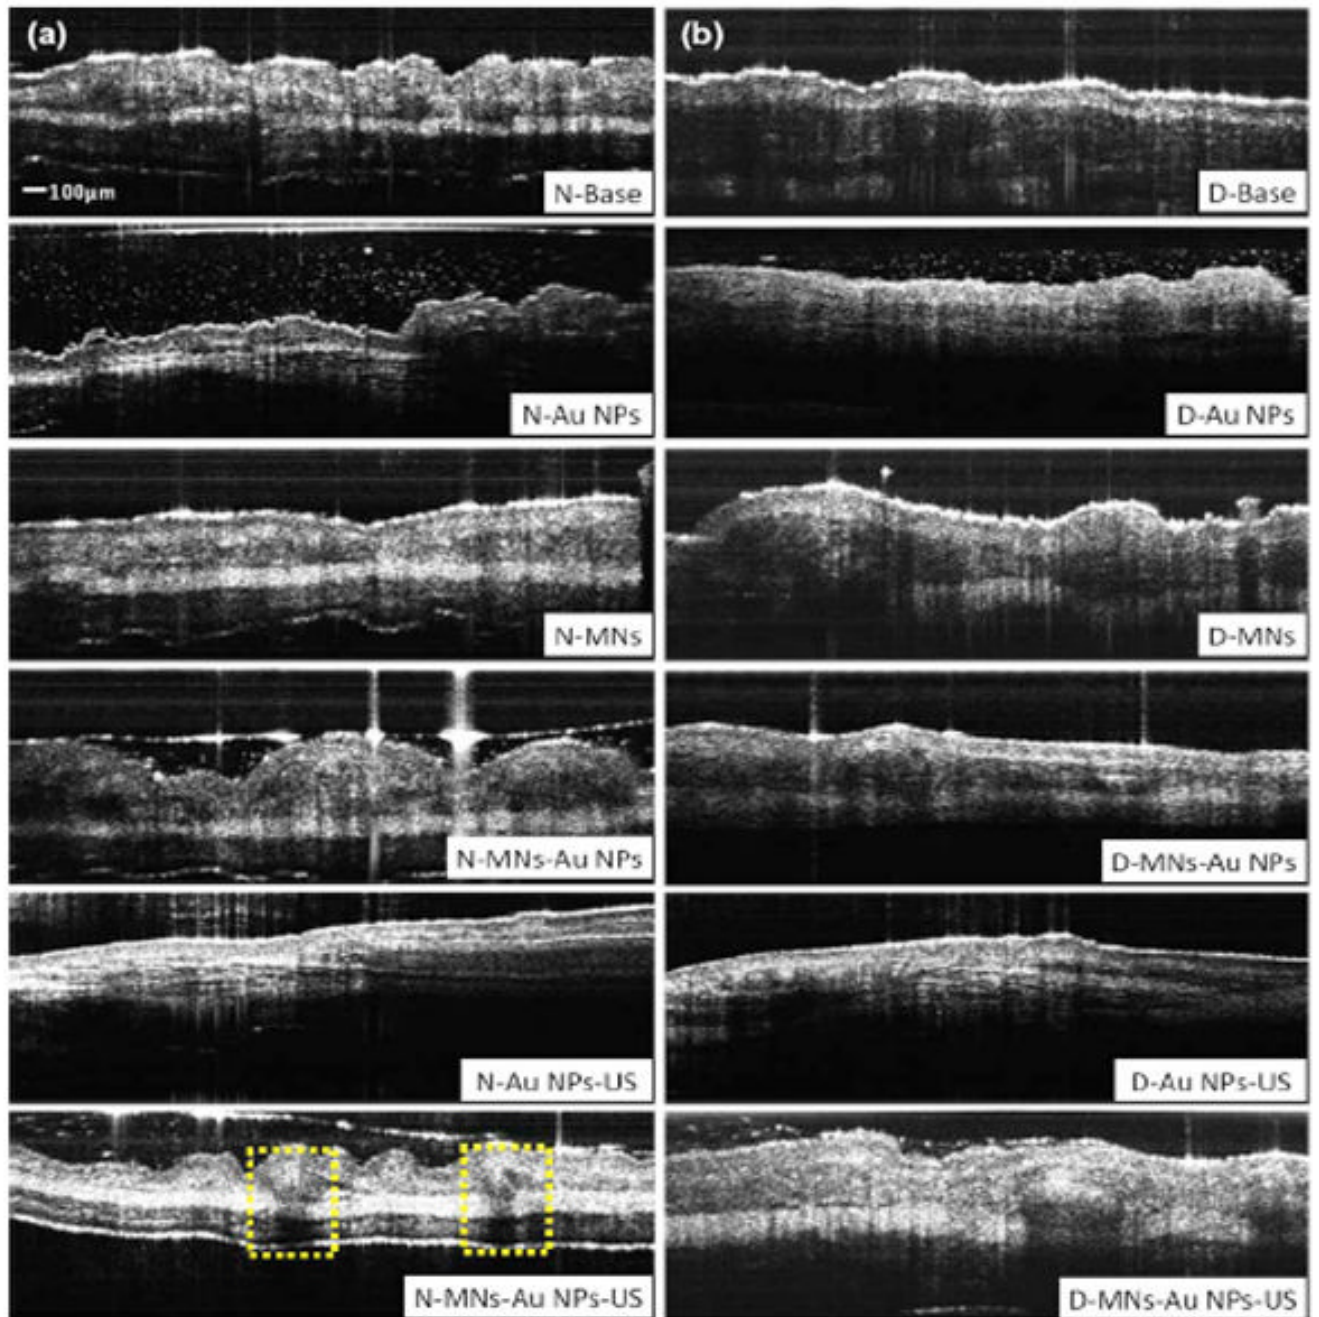 (a)
(b)
100µm
N-Base
D-Base
N-Au NPs
D-Au NPs
N-MNs
D-MNs
N-MNs-Au NPs
D-MNs-Au NPs
N-Au NPs-US
D-Au NPs-US
N-MNs-Au NPs-US
D-MNs-Au NPs-US